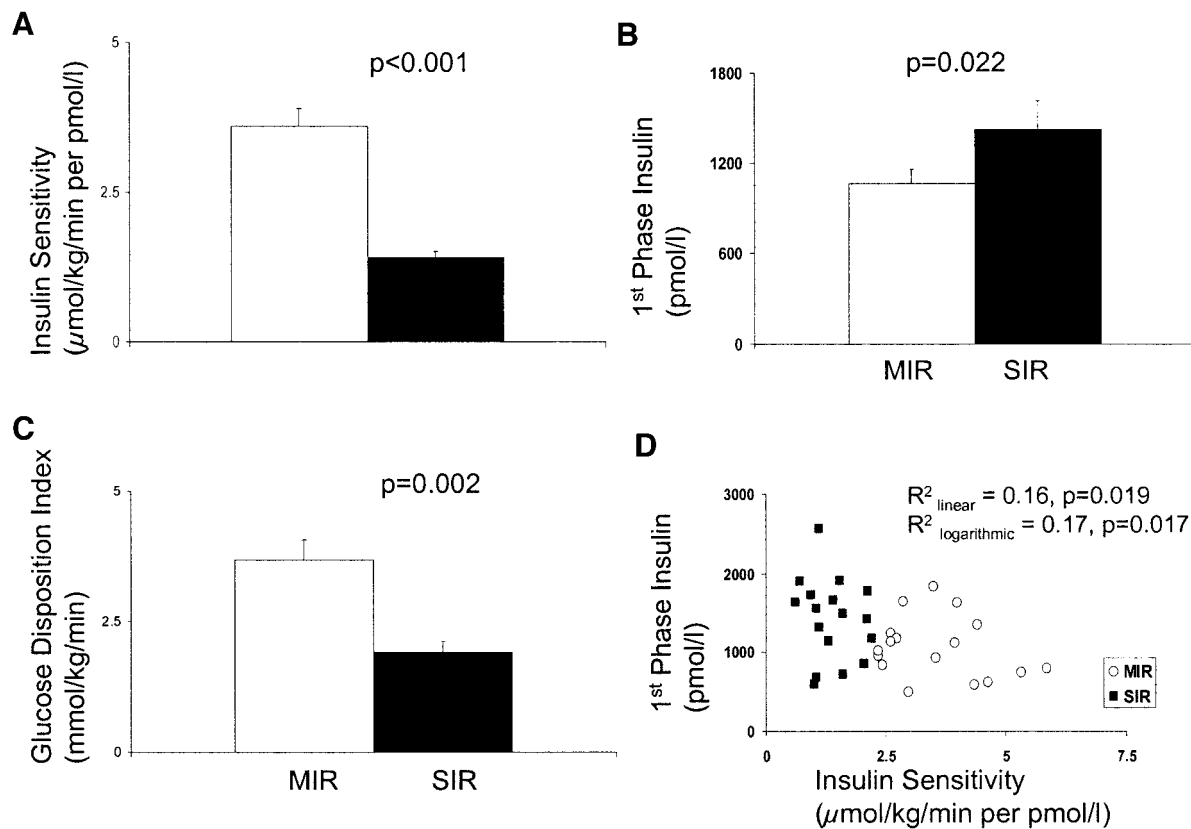 A
Insulin Sensitivity
(µmol/kg/min per pmol/l)
5
2.5
0
p<0.001
B
1st Phase Insulin
(pmol/l)
1800
1200
600
0
p=0.022
MIR SIR
C
Glucose Disposition Index
(mmol/kg/min)
5
2.5
0
p=0.002
MIR SIR
D
1st Phase Insulin
(pmol/l)
3000
2000
1000
0
R2 linear = 0.16, p=0.019
R2 logarithmic = 0.17, p=0.017
MIR
SIR
0 2.5 5 7.5
Insulin Sensitivity
(µmol/kg/min per pmol/l)